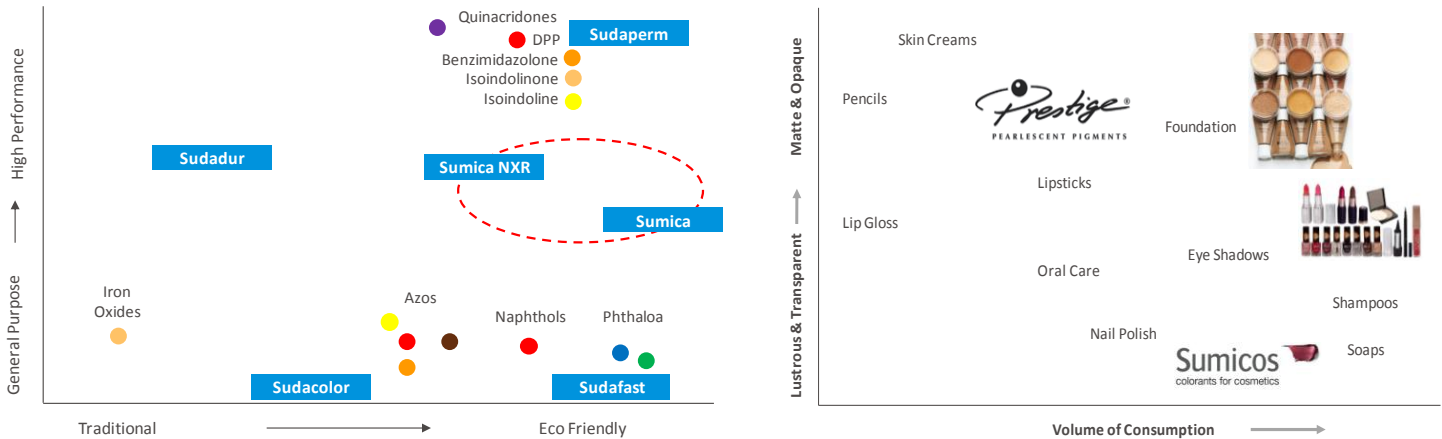 Quinacridones
DPP
Sudaperm
Benzimidazolone
Isoindolinone
Isoindoline
High Performance
Sudadur
Sumica NXR
Sumica
General Purpose
Iron
Oxides
Azos
Naphthols
Phthaloa
Sudacolor
Sudafast
Traditional
Eco Friendly
Matte & Opaque
Skin Creams
Pencils
Prestige®
PEARLESCENT PIGMENTS
Foundation
Lipsticks
Lip Gloss
Eye Shadows
Oral Care
Lustrous & Transparent
Shampoos
Nail Polish
Soaps
Sumicos
colorants for cosmetics
Volume of Consumption